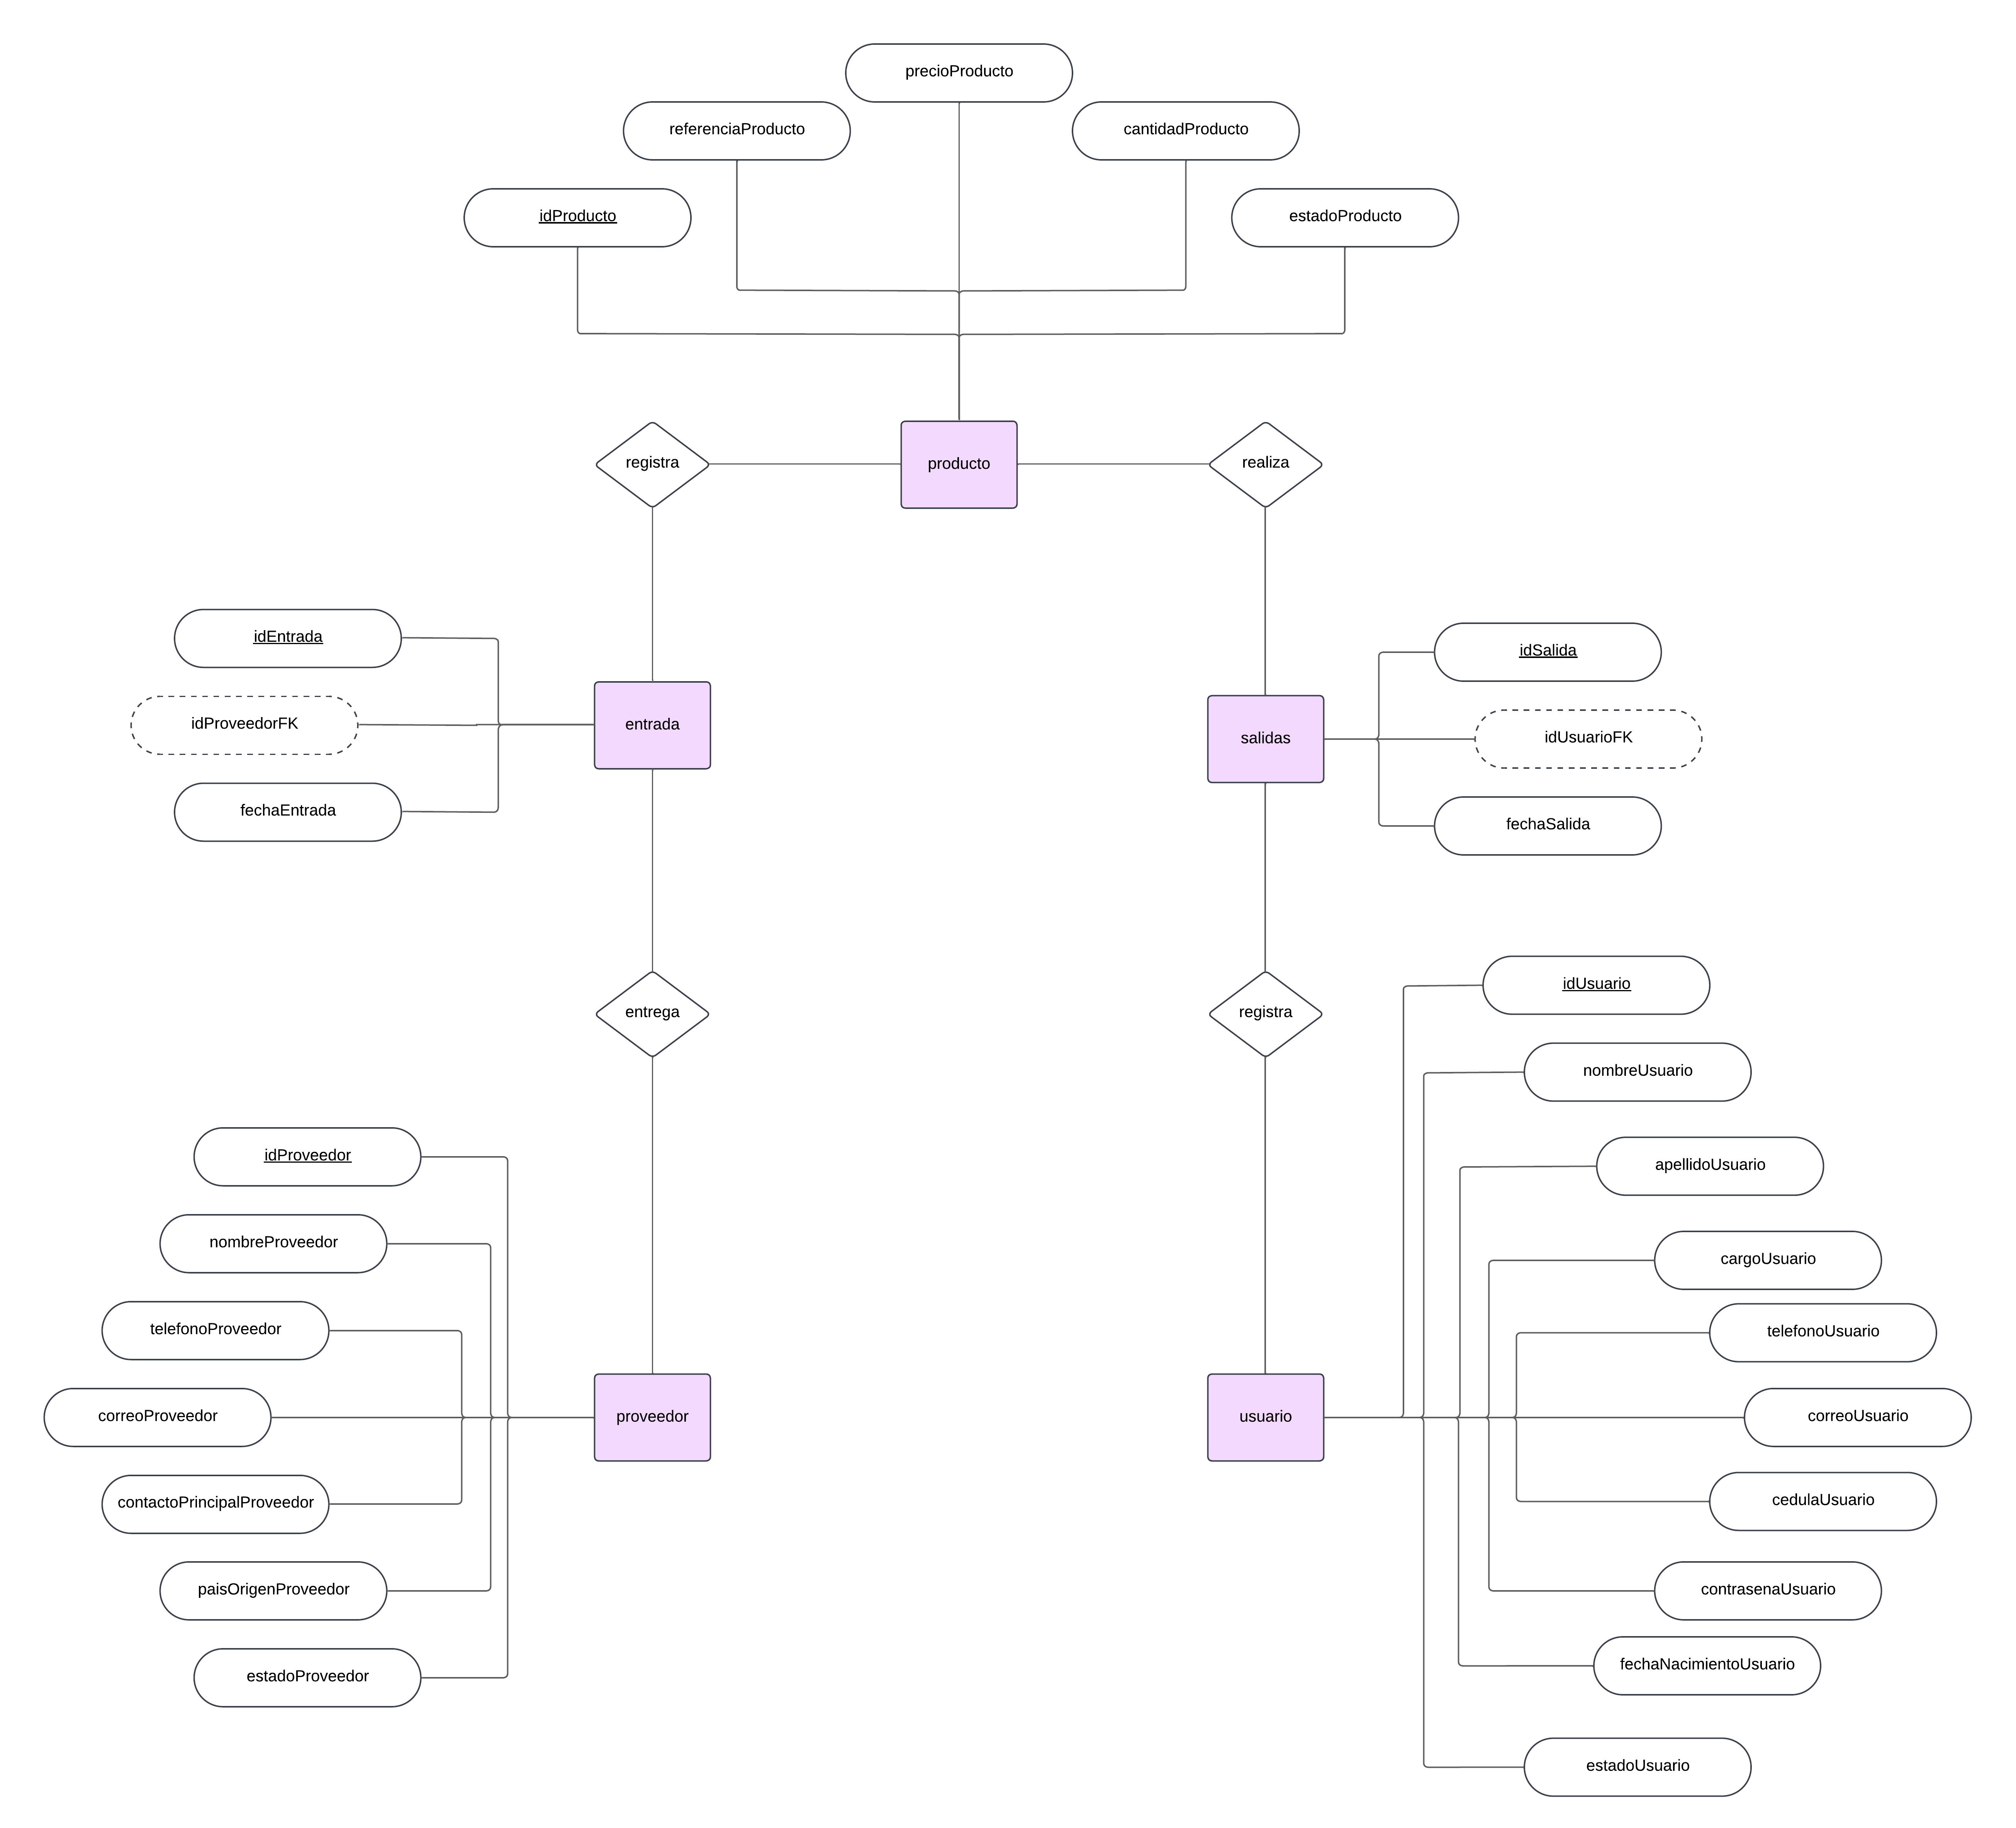 precioProducto
referenciaProducto
cantidadProducto
idProducto
estadoProducto
registra
producto
realiza
idEntrada
idProveedorFK
fechaEntrada
entrada
salidas
idSalida
idUsuarioFK
fechaSalida
entrega
registra
idProveedor
nombreProveedor
telefonoProveedor
correoProveedor
contactoPrincipalProveedor
paisOrigenProveedor
estadoProveedor
proveedor
usuario
idUsuario
nombreUsuario
apellidoUsuario
cargoUsuario
telefonoUsuario
correoUsuario
cedulaUsuario
contrasenaUsuario
fechaNacimientoUsuario
estadoUsuario